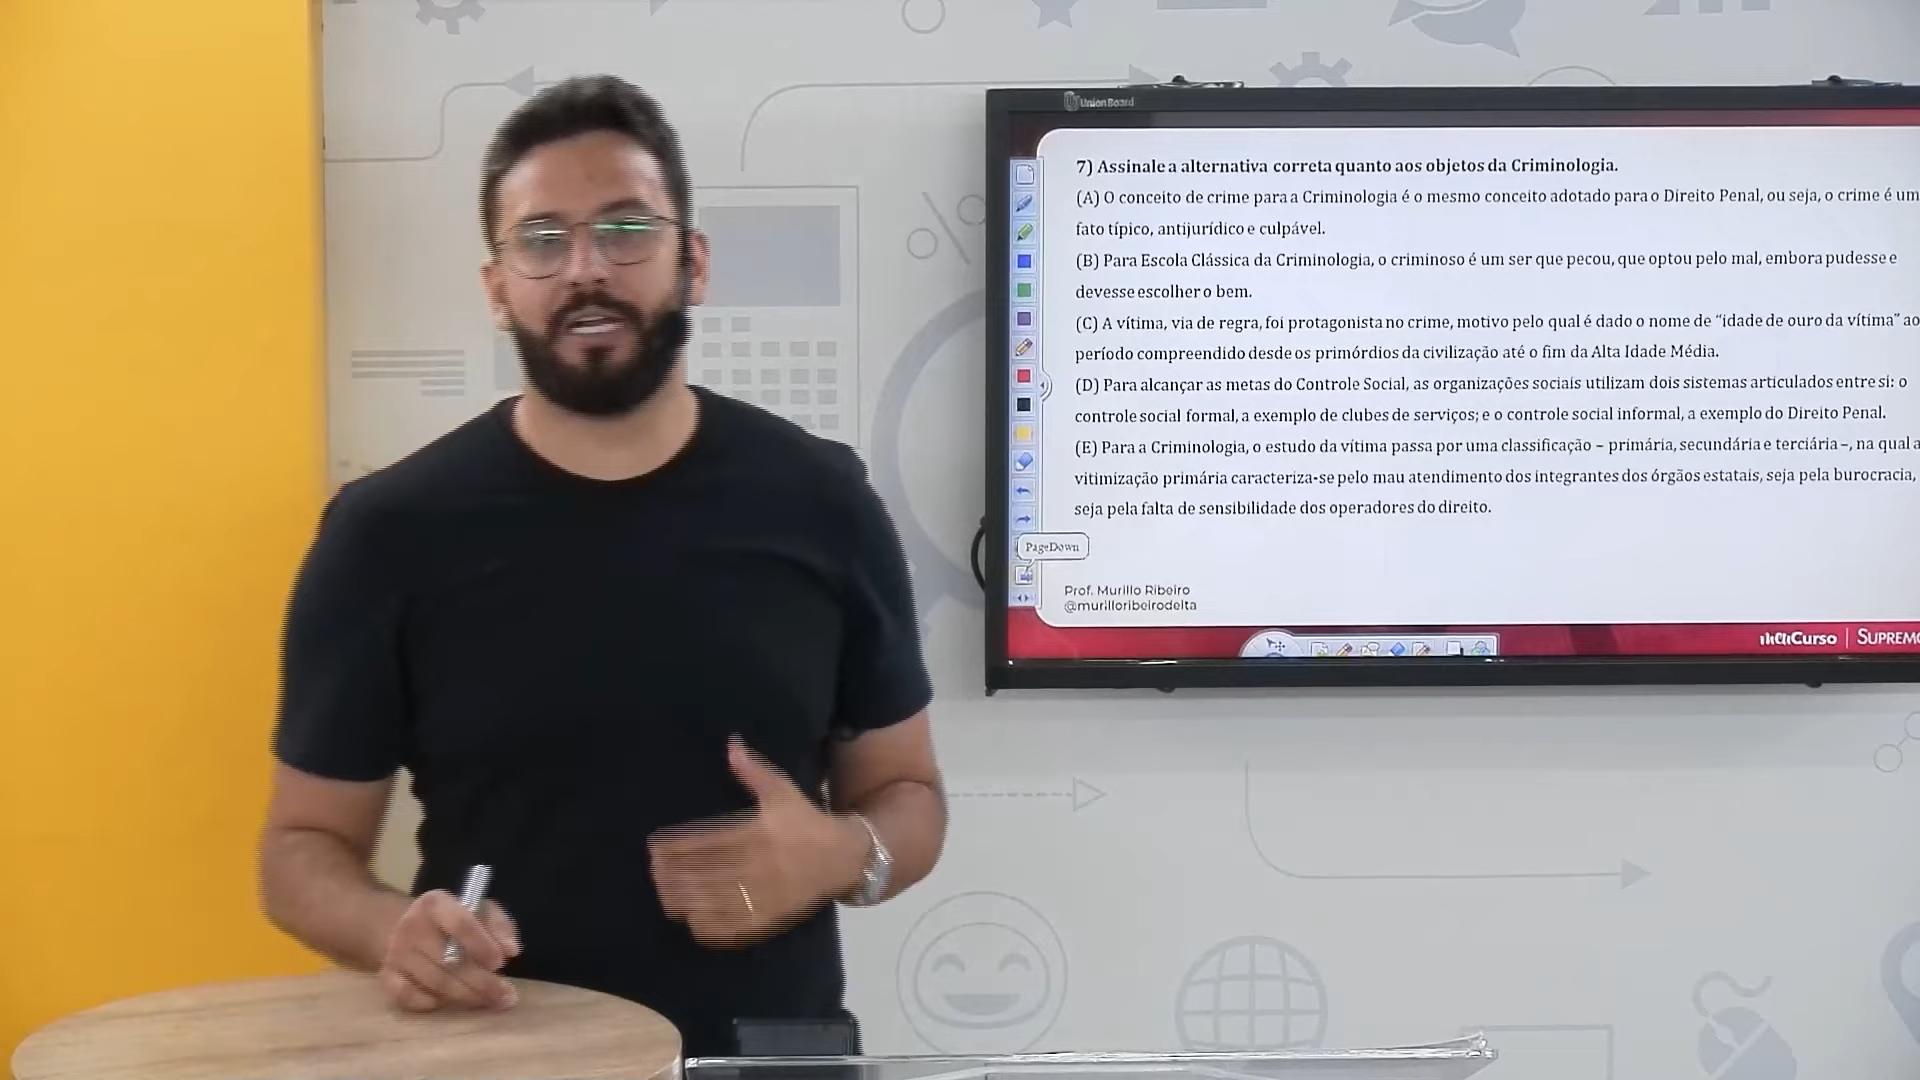 UnionBoard
7) Assinale a alternativa correta quanto aos objetos da Criminologia.
(A) O conceito de crime para a Criminologia é o mesmo conceito adotado para o Direito Penal, ou seja, o crime é um
fato típico, antijurídico e culpável.
(B) Para Escola Clássica da Criminologia, o criminoso é um ser que pecou, que optou pelo mal, embora pudesse e
devesse escolher o bem.
(C) A vítima, via de regra, foi protagonista no crime, motivo pelo qual é dado o nome de “idade de ouro da vítima” ao
período compreendido desde os primórdios da civilização até o fim da Alta Idade Média.
(D) Para alcançar as metas do Controle Social, as organizações sociais utilizam dois sistemas articulados entre si: o
controle social formal, a exemplo de clubes de serviços; e o controle social informal, a exemplo do Direito Penal.
(E) Para a Criminologia, o estudo da vítima passa por uma classificação – primária, secundária e terciária –, na qual a
vitimização primária caracteriza-se pelo mau atendimento dos integrantes dos órgãos estatais, seja pela burocracia,
seja pela falta de sensibilidade dos operadores do direito.
PageDown
Prof. Murillo Ribeiro
@murilloribeirodelta
SUPREMO